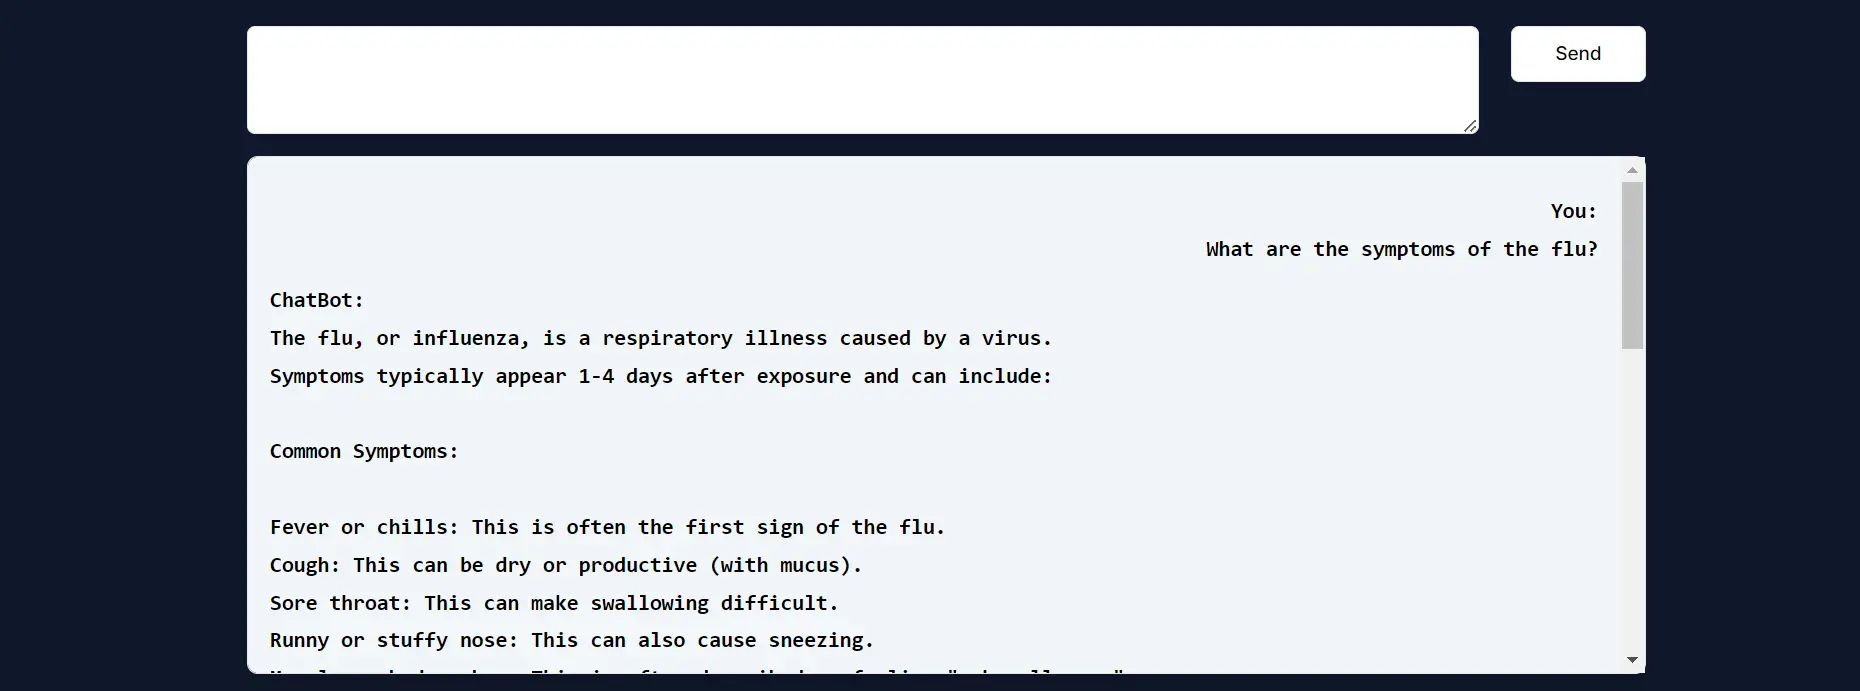 Send
You:
What are the symptoms of the flu?
ChatBot:
The flu, or influenza, is a respiratory illness caused by a virus.
Symptoms typically appear 1-4 days after exposure and can include:
Common Symptoms:
Fever or chills: This is often the first sign of the flu.
Cough: This can be dry or productive (with mucus).
Sore throat: This can make swallowing difficult.
Runny or stuffy nose: This can also cause sneezing.